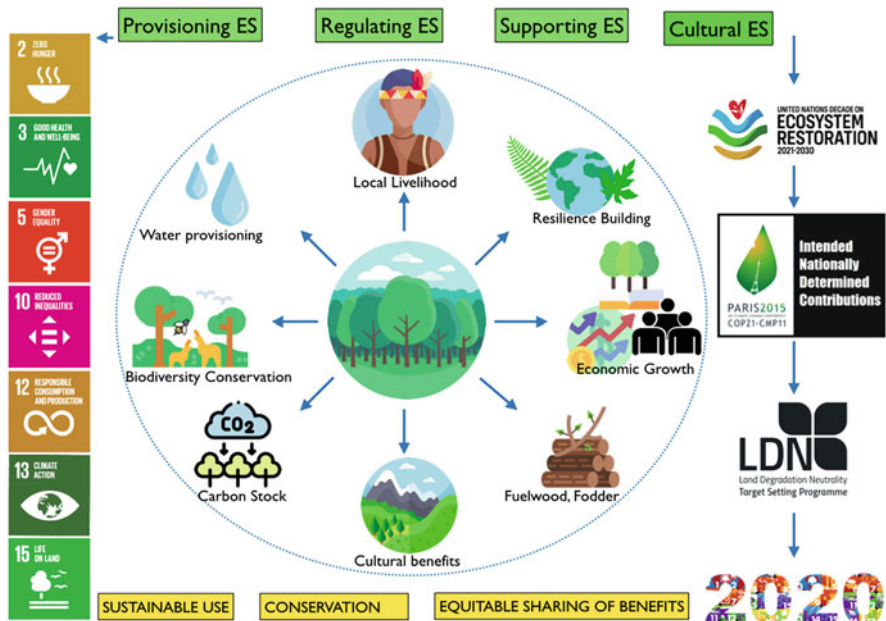 Provisioning ES
Regulating ES
Supporting ES
Cultural ES
2 ZERO
HUNGER
3 GOOD HEALTH
AND WELL-BEING
5 GENDER
EQUALITY
10 REDUCED
INEQUALITIES
12 RESPONSIBLE
CONSUMPTION
AND PRODUCTION
13 CLIMATE
ACTION
15 LIFE
ON LAND
Local Livelihood
Water provisioning
Resilience Building
Biodiversity Conservation
Economic Growth
CO2
Carbon Stock
Fuelwood, Fodder
Cultural benefits
UNITED NATIONS DECADE ON
ECOSYSTEM
RESTORATION
2021-2030
PARIS2015
UN CLIMATE CHANGE CONFERENCE
COP21·CMP11
Intended
Nationally
Determined
Contributions
LDN
Land Degradation Neutrality
Target Setting Programme
2020
SUSTAINABLE USE
CONSERVATION
EQUITABLE SHARING OF BENEFITS